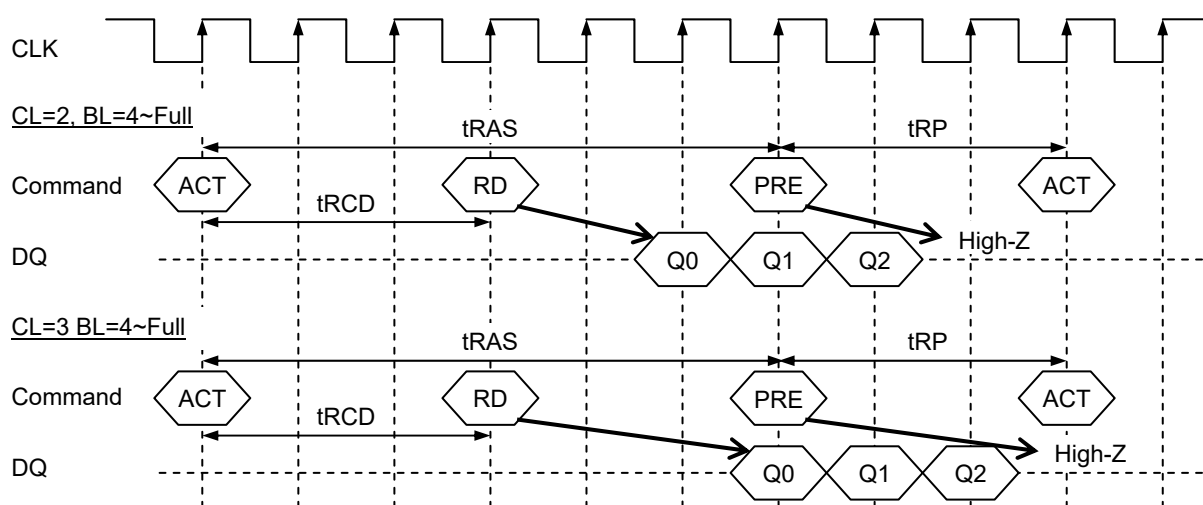 CLK
CL=2, BL=4~Full
tRAS tRP
Command ACT RD PRE ACT
tRCD
High-Z
DQ Q0 Q1 Q2
CL=3 BL=4~Full
tRAS tRP
Command ACT RD PRE ACT
tRCD
High-Z
DQ Q0 Q1 Q2